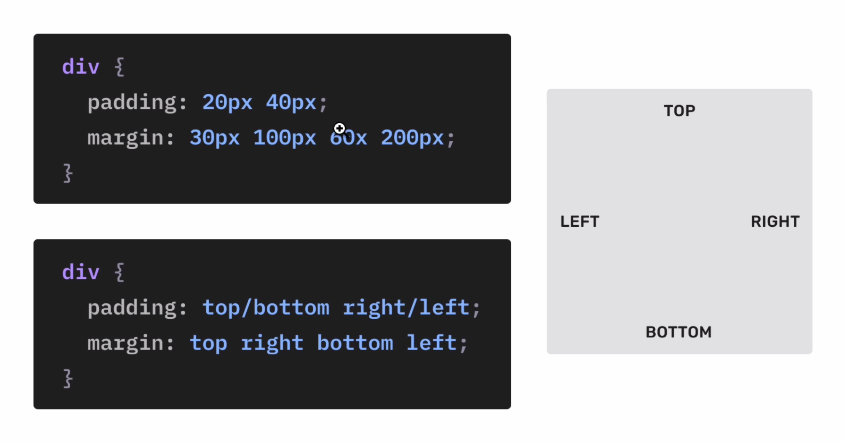 div {
padding: 20px 40px;
margin: 30px 100px 60x 200px;
}
div {
padding: top/bottom right/left;
margin: top right bottom left;
}
TOP
LEFT RIGHT
BOTTOM